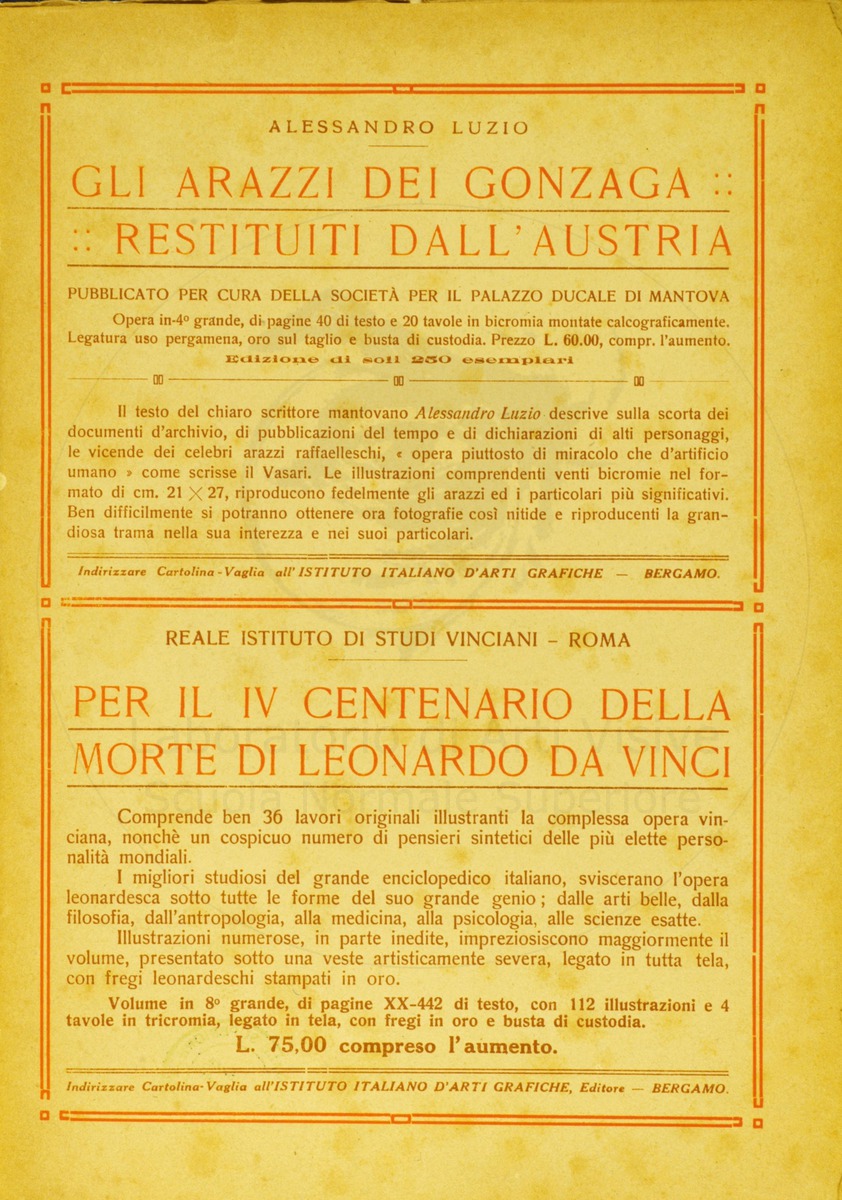 ALESSANDRO LUZIO
GLI ARAZZI DEI GONZAGA ::
:: RESTITUITI DALL'AUSTRIA
PUBBLICATO PER CURA DELLA SOCIETÀ PER IL PALAZZO DUCALE DI MANTOVA
Opera in-4º grande, di pagine 40 di testo e 20 tavole in bicromia montate calcograficamente.
Legatura uso pergamena, oro sul taglio e busta di custodia. Prezzo L. 60.00, compr. l'aumento.
Edizione di soli 250 esemplari
Il testo del chiaro scrittore mantovano Alessandro Luzio descrive sulla scorta dei
documenti d'archivio, di pubblicazioni del tempo e di dichiarazioni di alti personaggi,
le vicende dei celebri arazzi raffaelleschi, « opera piuttosto di miracolo che d'artificio
umano » come scrisse il Vasari. Le illustrazioni comprendenti venti bicromie nel for-
mato di cm. 21 × 27, riproducono fedelmente gli arazzi ed i particolari più significativi.
Ben difficilmente si potranno ottenere ora fotografie così nitide e riproducenti la gran-
diosa trama nella sua interezza e nei suoi particolari.
Indirizzare Cartolina-Vaglia all'ISTITUTO ITALIANO D'ARTI GRAFICHE — BERGAMO.
REALE ISTITUTO DI STUDI VINCIANI – ROMA
PER IL IV CENTENARIO DELLA
MORTE DI LEONARDO DA VINCI
Laboratorio di Arti Visive
Scuola Normale Superiore
Comprende ben 36 lavori originali illustranti la complessa opera vin-
ciana, nonchè un cospicuo numero di pensieri sintetici delle più elette perso-
nalità mondiali.
I migliori studiosi del grande enciclopedico italiano, sviscerano l'opera
leonardesca sotto tutte le forme del suo grande genio; dalle arti belle, dalla
filosofia, dall'antropologia, alla medicina, alla psicologia, alle scienze esatte.
Illustrazioni numerose, in parte inedite, impreziosiscono maggiormente il
volume, presentato sotto una veste artisticamente severa, legato in tutta tela,
con fregi leonardeschi stampati in oro.
Volume in 8º grande, di pagine XX-442 di testo, con 112 illustrazioni e 4
tavole in tricromia, legato in tela, con fregi in oro e busta di custodia.
L. 75,00 compreso l'aumento.
Indirizzare Cartolina-Vaglia all'ISTITUTO ITALIANO D'ARTI GRAFICHE, Editore — BERGAMO.